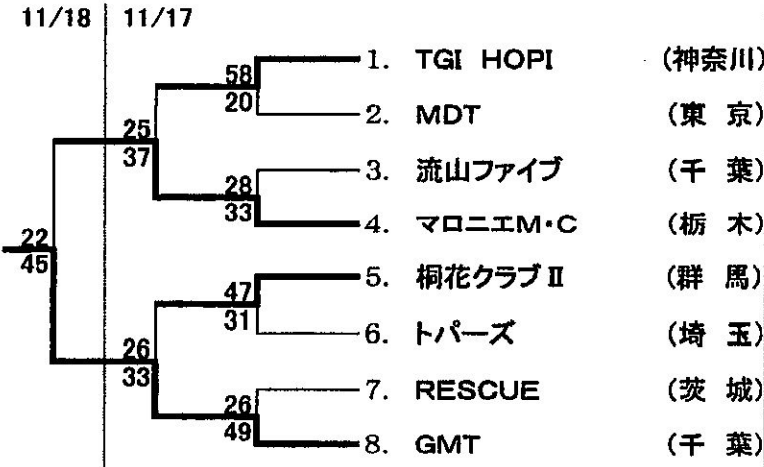 11/18 11/17
58 1. TGI HOPI (神奈川)
20 2. MDT (東 京)
25
37
28 3. 流山ファイブ (千 葉)
33 4. マロニエM・C (栃 木)
22
45
47 5. 桐花クラブⅡ (群 馬)
31 6. トパーズ (埼 玉)
26
33
26 7. RESCUE (茨 城)
49 8. GMT (千 葉)